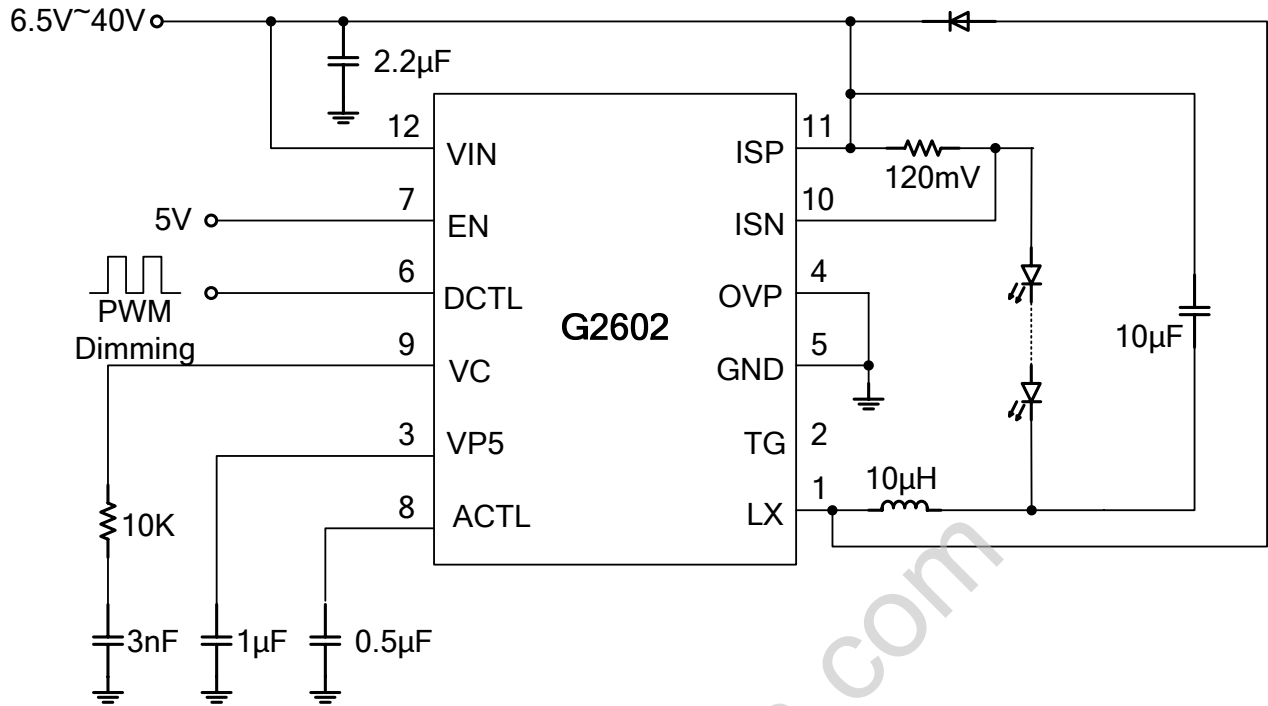 6.5V~40V
2.2µF
12
VIN
11
ISP
120mV
7
5V
EN
10
ISN
6
DCTL
PWM
Dimming
4
OVP
G2602
10µF
9
VC
5
GND
3
VP5
2
TG
10µH
1
LX
8
ACTL
10K
3nF
1µF
0.5µF
com